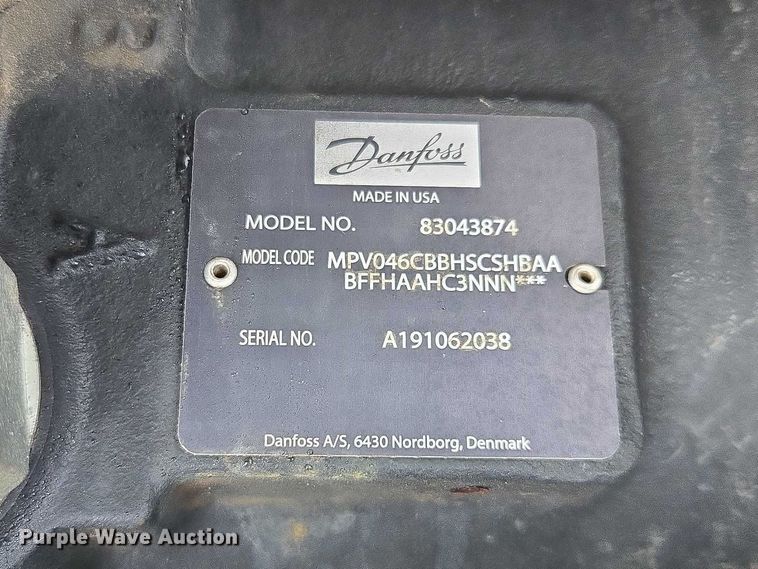 Danfoss
MADE IN USA
MODEL NO. 83043874
MODEL CODE MPV046CBBHSCSHBAA
BFFHAAHC3NNN***
SERIAL NO. A191062038
Danfoss A/S, 6430 Nordborg, Denmark
Purple Wave Auction